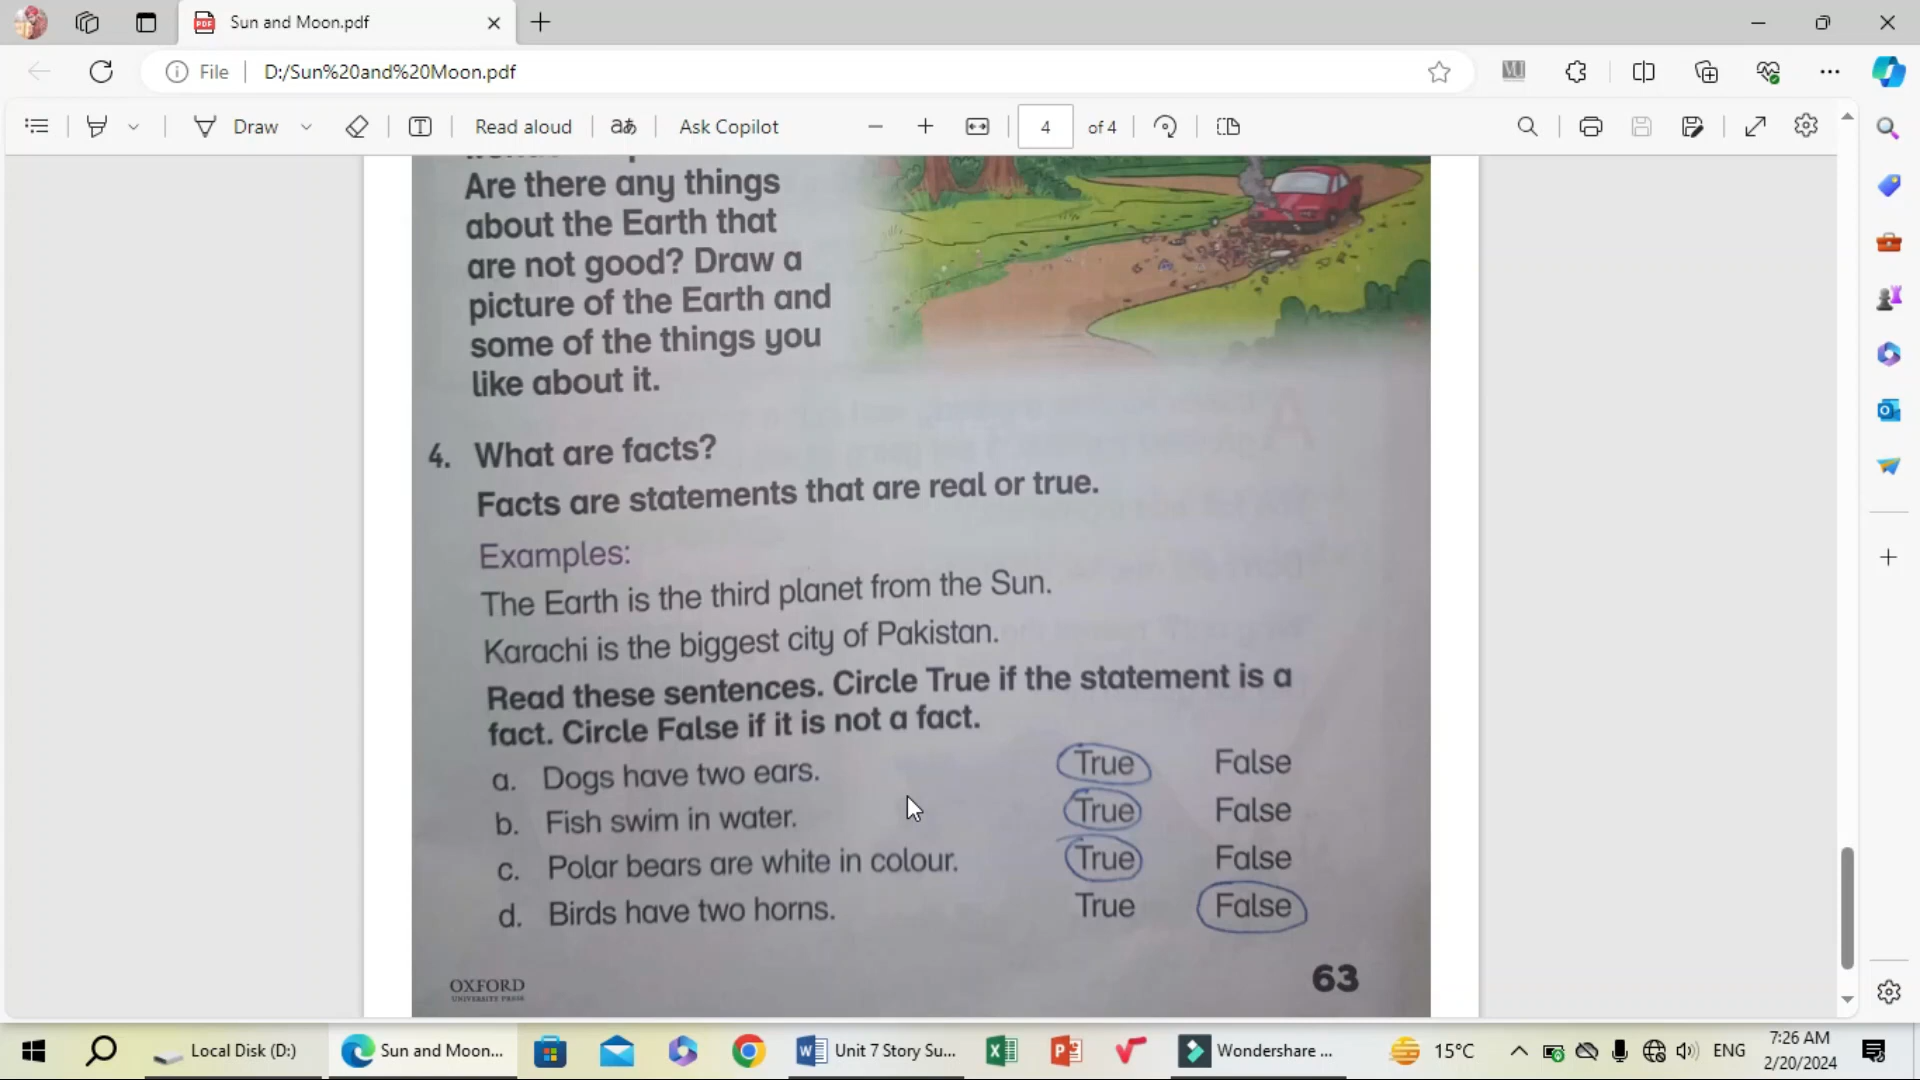 Sun and Moon.pdf
File
D:/Sun%20and%20Moon.pdf
Draw
Read aloud
aあ
Ask Copilot
4
of 4
Are there any things
about the Earth that
are not good? Draw a
picture of the Earth and
some of the things you
like about it.
4. What are facts?
Facts are statements that are real or true.
Examples:
The Earth is the third planet from the Sun.
Karachi is the biggest city of Pakistan.
Read these sentences. Circle True if the statement is a
fact. Circle False if it is not a fact.
a. Dogs have two ears. True False
b. Fish swim in water. True False
c. Polar bears are white in colour. True False
d. Birds have two horns. True False
OXFORD
UNIVERSITY PRESS
63
Local Disk (D:)
Sun and Moon...
Unit 7 Story Su...
Wondershare ...
15°C
ENG
7:26 AM
2/20/2024